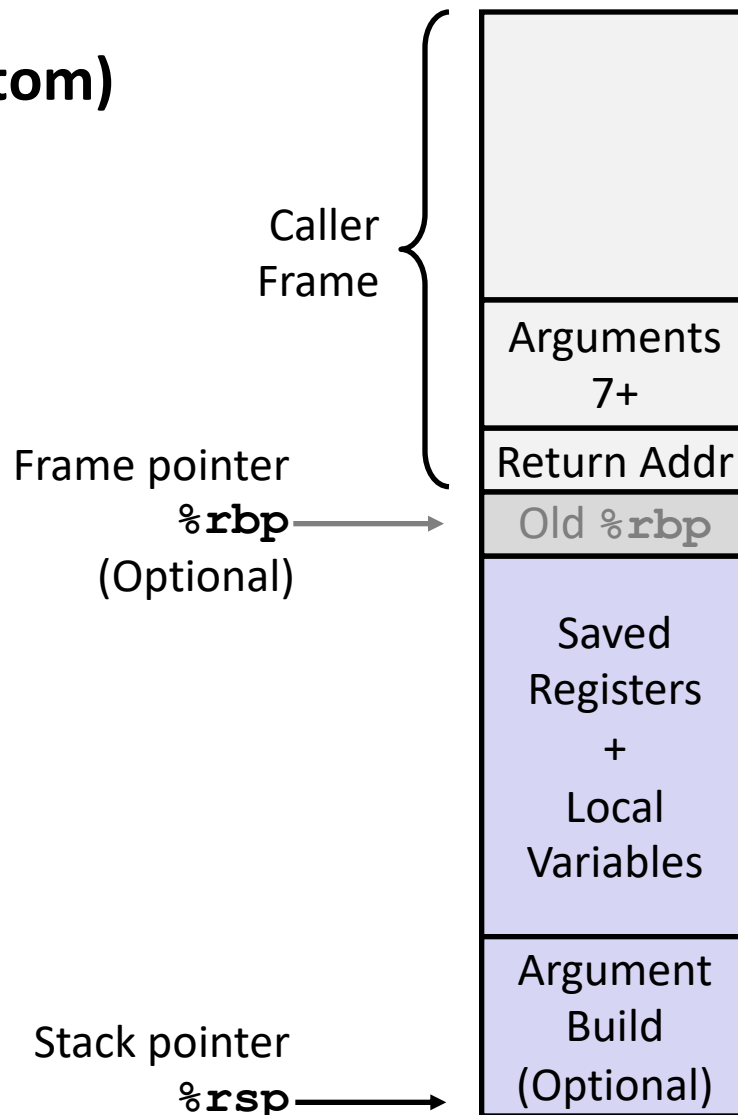 tom)
Caller
Frame
Arguments
7+
Return Addr
Frame pointer
%rbp
(Optional)
Old %rbp
Saved
Registers
+
Local
Variables
Argument
Build
(Optional)
Stack pointer
%rsp